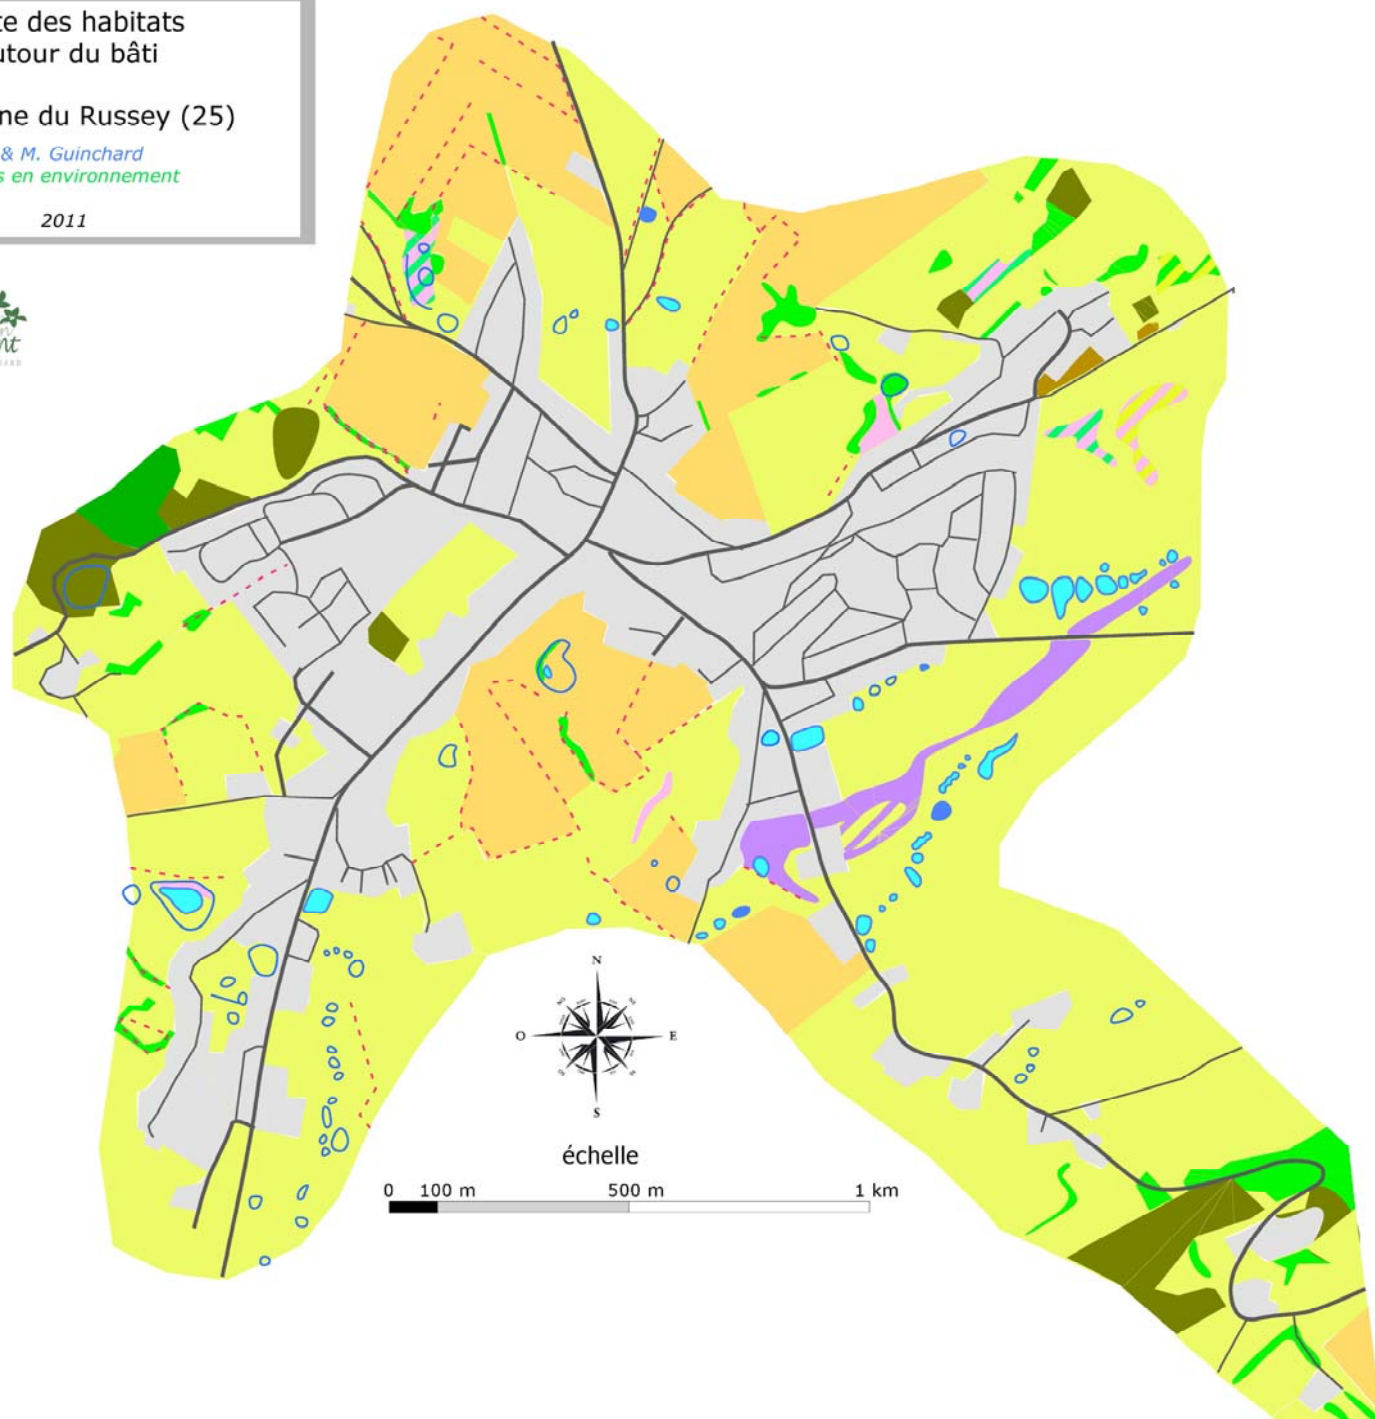 te des habitats
utour du bâti
ne du Russey (25)
& M. Guinchard
s en environnement
2011
N
O E
S
échelle
0 100 m 500 m 1 km